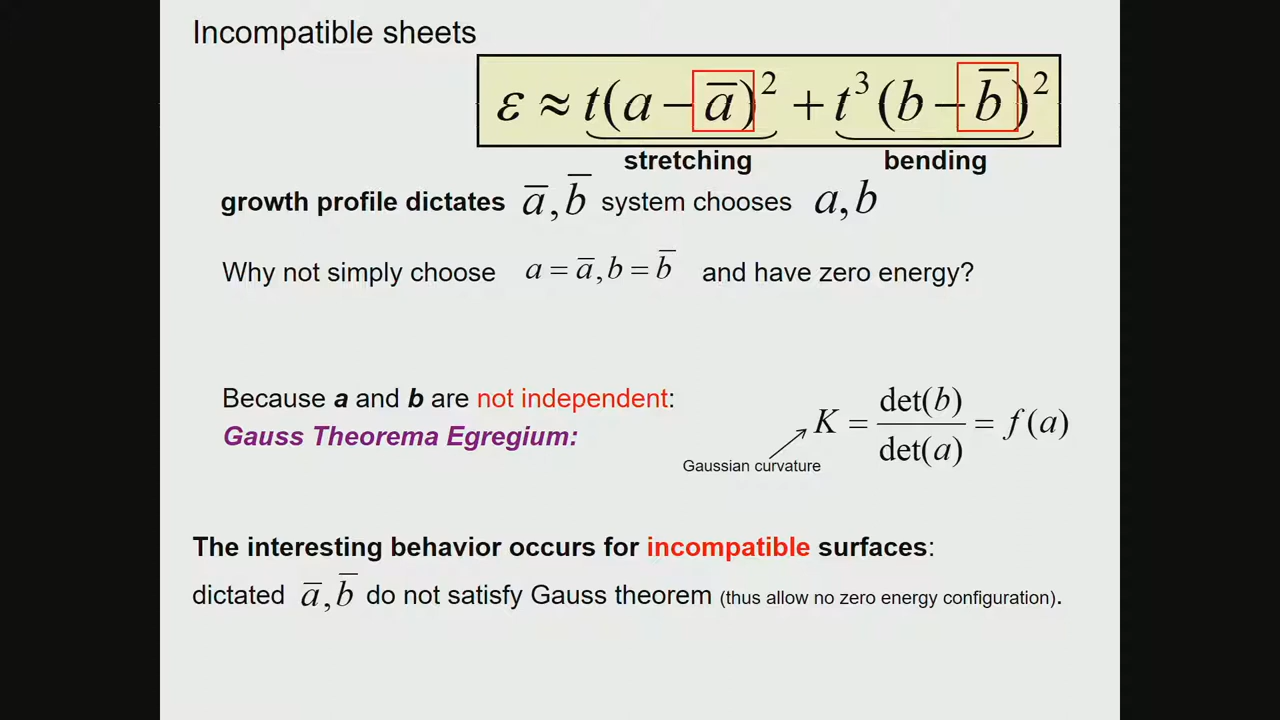 Incompatible sheets
ε ≈ t(a − a̅)² + t³(b − b̅)²
stretching bending
growth profile dictates a̅, b̅ system chooses a, b
Why not simply choose a = a̅, b = b̅ and have zero energy?
Because a and b are not independent:
Gauss Theorema Egregium:
K = det(b) / det(a) = f(a)
Gaussian curvature
The interesting behavior occurs for incompatible surfaces:
dictated a̅, b̅ do not satisfy Gauss theorem (thus allow no zero energy configuration).